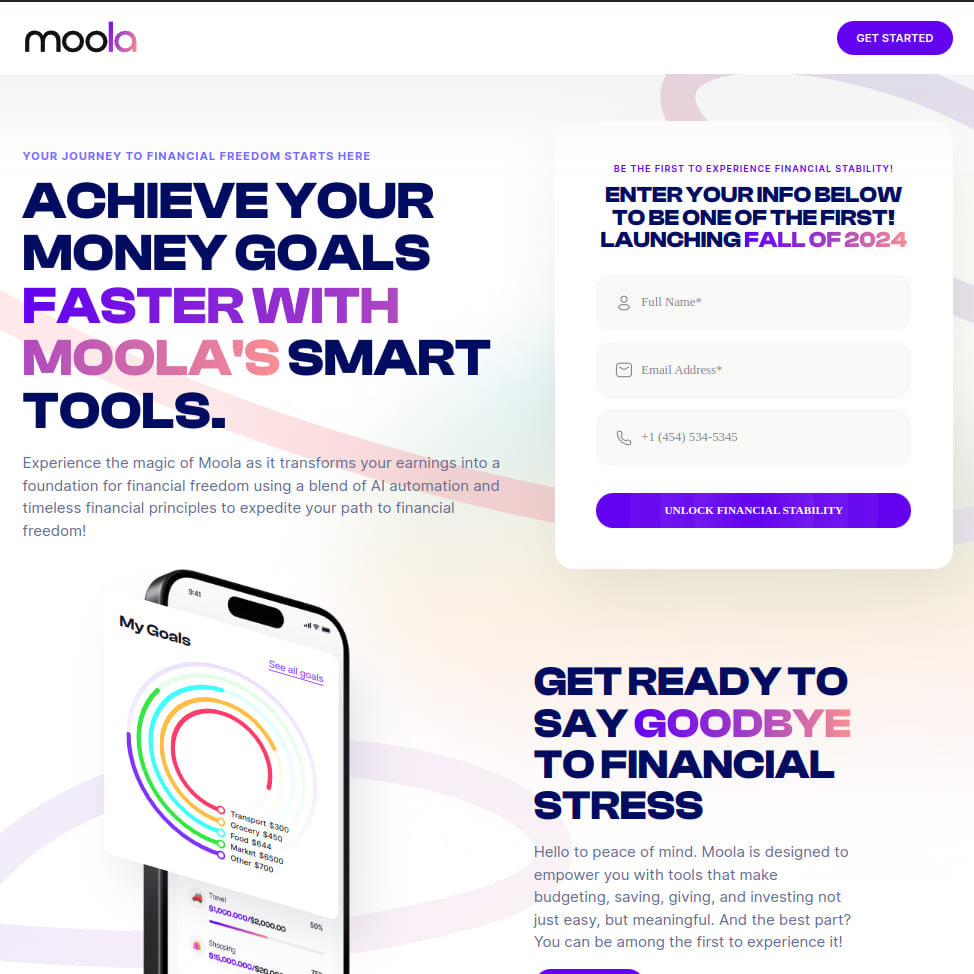 moola
GET STARTED
YOUR JOURNEY TO FINANCIAL FREEDOM STARTS HERE
ACHIEVE YOUR
MONEY GOALS
FASTER WITH
MOOLA'S SMART
TOOLS.
Experience the magic of Moola as it transforms your earnings into a
foundation for financial freedom using a blend of AI automation and
timeless financial principles to expedite your path to financial
freedom!
BE THE FIRST TO EXPERIENCE FINANCIAL STABILITY!
ENTER YOUR INFO BELOW
TO BE ONE OF THE FIRST!
LAUNCHING FALL OF 2024
Full Name*
Email Address*
+1 (454) 534-5345
UNLOCK FINANCIAL STABILITY
9:41
My Goals
See all goals
Transport $300
Grocery $450
Food $644
Market $6500
Other $700
Travel
$1,000.000/$2,000.00
50%
Shopping
GET READY TO
SAY GOODBYE
TO FINANCIAL
STRESS
Hello to peace of mind. Moola is designed to
empower you with tools that make
budgeting, saving, giving, and investing not
just easy, but meaningful. And the best part?
You can be among the first to experience it!